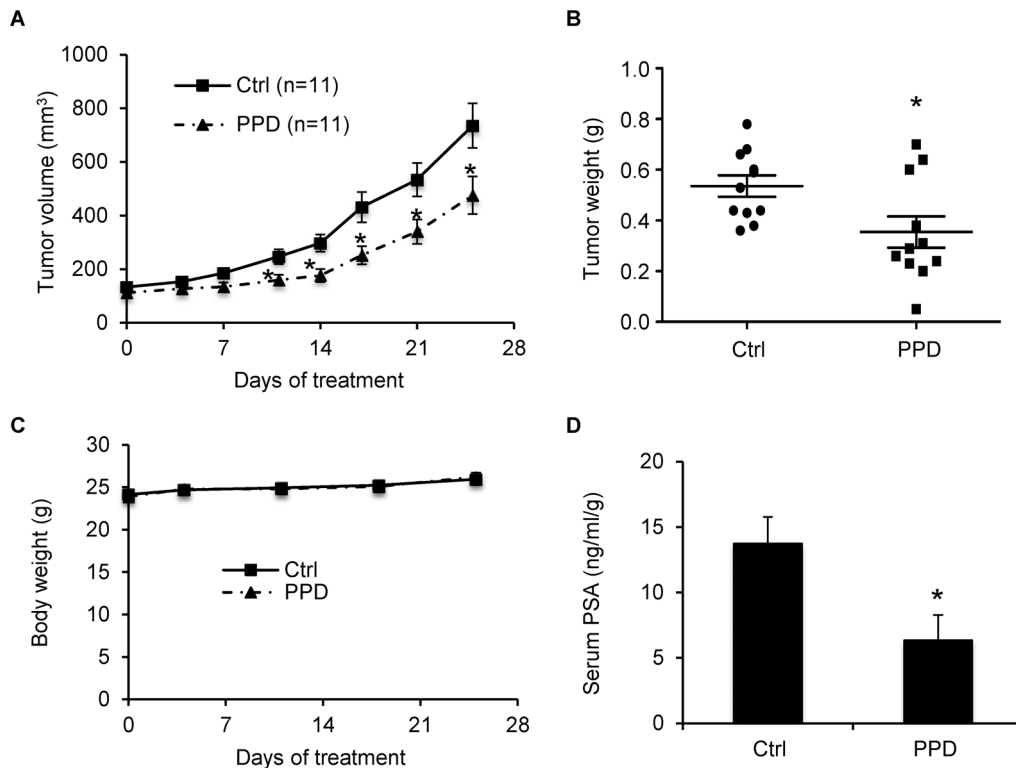 A
Tumor volume (mm³)
1000
800
600
400
200
0
Ctrl (n=11)
PPD (n=11)
* * * * *
0 7 14 21 28
Days of treatment
B
Tumor weight (g)
1.0
0.8
0.6
0.4
0.2
0.0
*
Ctrl PPD
C
Body weight (g)
30
25
20
15
10
5
0
Ctrl
PPD
0 7 14 21 28
Days of treatment
D
Serum PSA (ng/ml/g)
20
15
10
5
0
*
Ctrl PPD